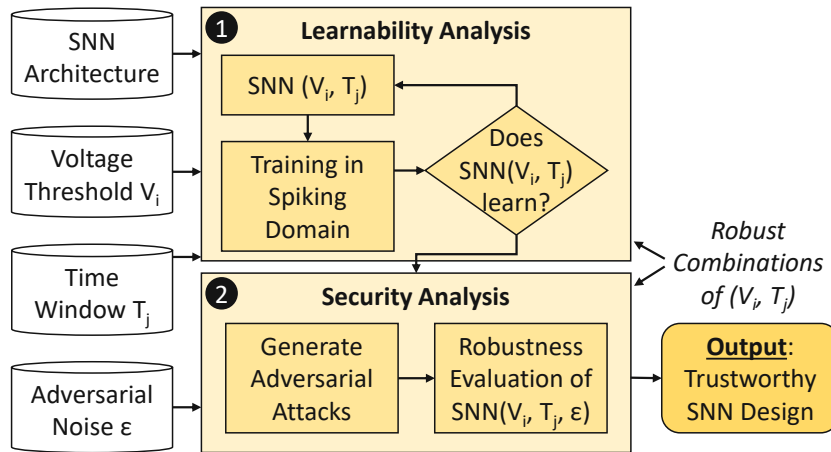 SNN
Architecture
Voltage
Threshold Vᵢ
Time
Window Tⱼ
Adversarial
Noise ε
1
Learnability Analysis
SNN (Vᵢ, Tⱼ)
Training in
Spiking
Domain
Does
SNN(Vᵢ, Tⱼ)
learn?
2
Security Analysis
Generate
Adversarial
Attacks
Robustness
Evaluation of
SNN(Vᵢ, Tⱼ, ε)
Robust
Combinations
of (Vᵢ, Tⱼ)
Output:
Trustworthy
SNN Design